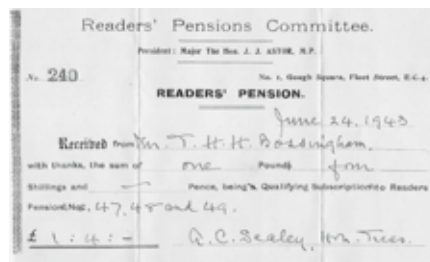 Readers' Pensions Committee.
President: Major The Hon. J. J. ASTOR, M.P.
No. 240
No. 1, Gough Square, Fleet Street, E.C.4.
READERS' PENSION.
June 24, 1943
Received from Mr. T. H. H. Bossingham,
with thanks, the sum of one Pounds four
Shillings and — Pence, being a Qualifying Subscription to Readers
Pension, Nos. 47, 48 and 49.
£ 1 : 4 : - A. C. Sealey, Hon. Treas.